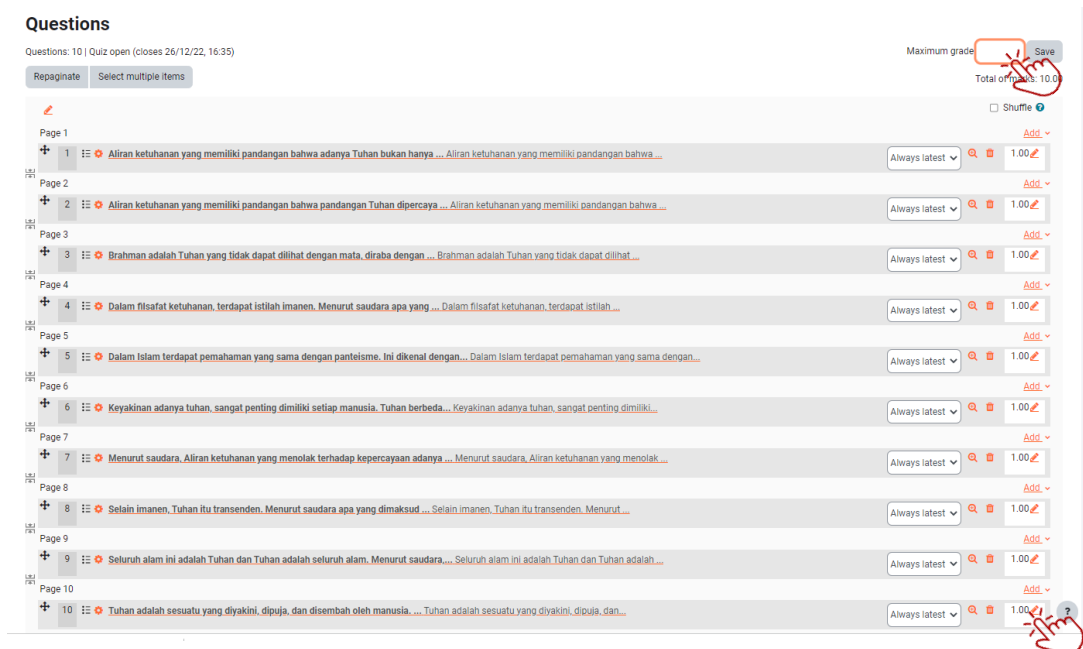 Questions
Questions: 10 | Quiz open (closes 26/12/22, 16:35)
Maximum grade Save
Repaginate Select multiple items
Total of marks: 10.00
Shuffle ?
Page 1 Add
1 Aliran ketuhanan yang memiliki pandangan bahwa adanya Tuhan bukan hanya ... Aliran ketuhanan yang memiliki pandangan bahwa ... Always latest 1.00
Page 2 Add
2 Aliran ketuhanan yang memiliki pandangan bahwa pandangan Tuhan dipercaya ... Aliran ketuhanan yang memiliki pandangan bahwa ... Always latest 1.00
Page 3 Add
3 Brahman adalah Tuhan yang tidak dapat dilihat dengan mata, diraba dengan ... Brahman adalah Tuhan yang tidak dapat dilihat ... Always latest 1.00
Page 4 Add
4 Dalam filsafat ketuhanan, terdapat istilah imanen. Menurut saudara apa yang ... Dalam filsafat ketuhanan, terdapat istilah ... Always latest 1.00
Page 5 Add
5 Dalam Islam terdapat pemahaman yang sama dengan panteisme. Ini dikenal dengan... Dalam Islam terdapat pemahaman yang sama dengan... Always latest 1.00
Page 6 Add
6 Keyakinan adanya tuhan, sangat penting dimiliki setiap manusia. Tuhan berbeda... Keyakinan adanya tuhan, sangat penting dimiliki... Always latest 1.00
Page 7 Add
7 Menurut saudara, Aliran ketuhanan yang menolak terhadap kepercayaan adanya ... Menurut saudara, Aliran ketuhanan yang menolak ... Always latest 1.00
Page 8 Add
8 Selain imanen, Tuhan itu transenden. Menurut saudara apa yang dimaksud ... Selain imanen, Tuhan itu transenden. Menurut ... Always latest 1.00
Page 9 Add
9 Seluruh alam ini adalah Tuhan dan Tuhan adalah seluruh alam. Menurut saudara,... Seluruh alam ini adalah Tuhan dan Tuhan adalah ... Always latest 1.00
Page 10 Add
10 Tuhan adalah sesuatu yang diyakini, dipuja, dan disembah oleh manusia. ... Tuhan adalah sesuatu yang diyakini, dipuja, dan... Always latest 1.00
?